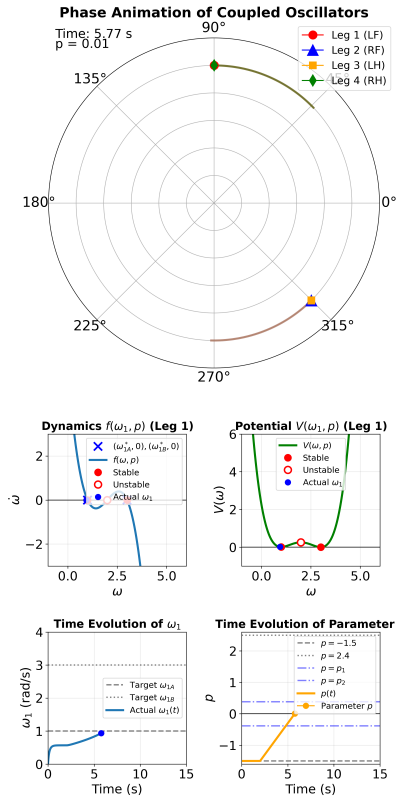 Phase Animation of Coupled Oscillators
Time: 5.77 s
p = 0.01
90°
Leg 1 (LF)
Leg 2 (RF)
Leg 3 (LH)
Leg 4 (RH)
135°
45°
180°
0°
225°
315°
270°
Dynamics f(ω, p) (Leg 1)
(ω*₁A, 0), (ω*₁B, 0)
f(ω, p)
Stable
Unstable
Actual ω₁
2
0
−2
ω̇
0.0 2.5 5.0
ω
Potential V(ω₁, p) (Leg 1)
V(ω, p)
Stable
Unstable
Actual ω₁
6
4
2
0
V(ω)
0.0 2.5 5.0
ω
Time Evolution of ω₁
4
3
2
1
0
ω₁ (rad/s)
Target ω₁A
Target ω₁B
Actual ω₁(t)
0 5 10 15
Time (s)
Time Evolution of Parameter
2
1
0
−1
p
p = −1.5
p = 2.4
p = p₁
p = p₂
p(t)
Parameter p
0 5 10 15
Time (s)